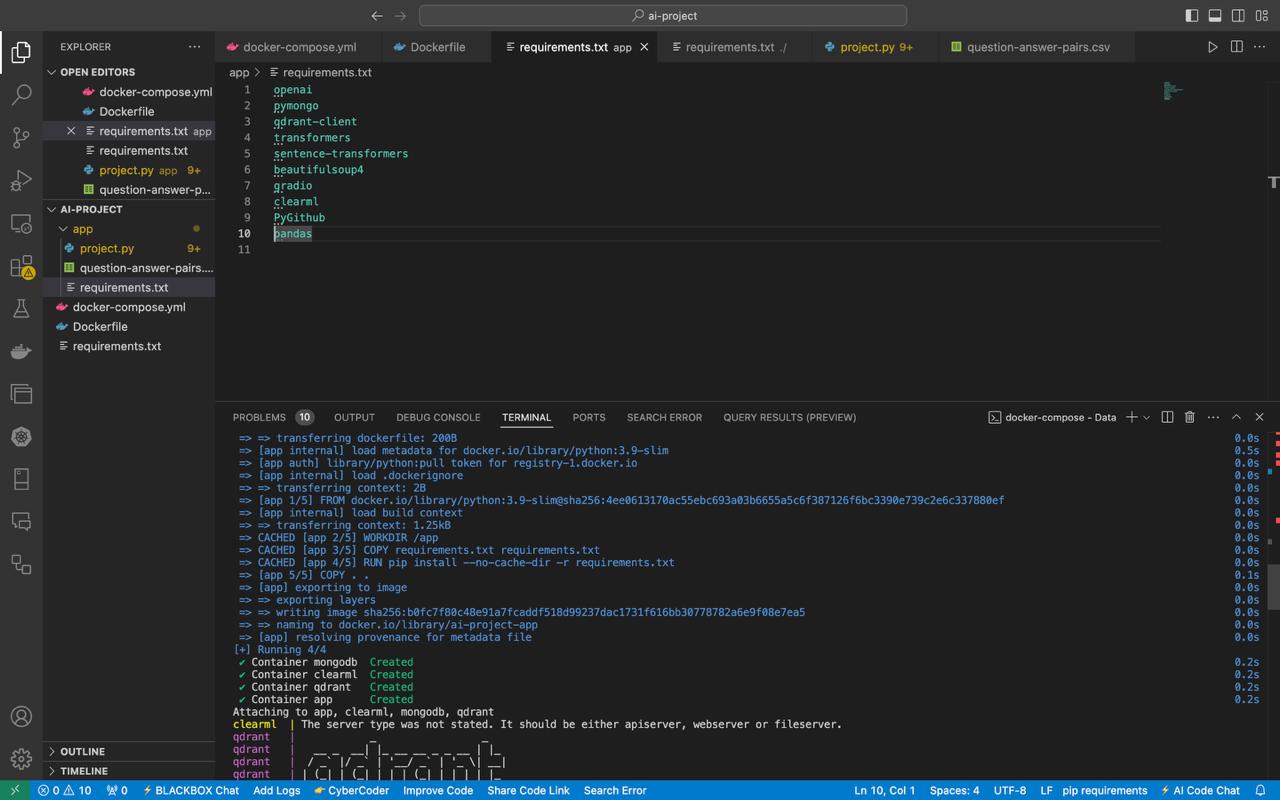 ai-project
EXPLORER
OPEN EDITORS
docker-compose.yml
Dockerfile
requirements.txt app
requirements.txt
project.py app 9+
question-answer-p...
AI-PROJECT
app
project.py 9+
question-answer-pairs....
requirements.txt
docker-compose.yml
Dockerfile
requirements.txt
OUTLINE
TIMELINE
docker-compose.yml Dockerfile requirements.txt app requirements.txt ./ project.py 9+ question-answer-pairs.csv
app > requirements.txt
1 openai
2 pymongo
3 qdrant-client
4 transformers
5 sentence-transformers
6 beautifulsoup4
7 gradio
8 clearml
9 PyGithub
10 pandas
11
PROBLEMS 10 OUTPUT DEBUG CONSOLE TERMINAL PORTS SEARCH ERROR QUERY RESULTS (PREVIEW) docker-compose - Data
=> => transferring dockerfile: 200B 0.0s
=> [app internal] load metadata for docker.io/library/python:3.9-slim 0.5s
=> [app auth] library/python:pull token for registry-1.docker.io 0.0s
=> [app internal] load .dockerignore 0.0s
=> => transferring context: 2B 0.0s
=> [app 1/5] FROM docker.io/library/python:3.9-slim@sha256:4ee0613170ac55ebc693a03b6655a5c6f387126f6bc3390e739c2e6c337880ef 0.0s
=> [app internal] load build context 0.0s
=> => transferring context: 1.25kB 0.0s
=> CACHED [app 2/5] WORKDIR /app 0.0s
=> CACHED [app 3/5] COPY requirements.txt requirements.txt 0.0s
=> CACHED [app 4/5] RUN pip install --no-cache-dir -r requirements.txt 0.0s
=> [app 5/5] COPY . . 0.1s
=> [app] exporting to image 0.0s
=> => exporting layers 0.0s
=> => writing image sha256:b0fc7f80c48e91a7fcaddf518d99237dac1731f616bb30778782a6e9f08e7ea5 0.0s
=> => naming to docker.io/library/ai-project-app 0.0s
=> [app] resolving provenance for metadata file 0.0s
[+] Running 4/4
✔ Container mongodb Created 0.2s
✔ Container clearml Created 0.2s
✔ Container qdrant Created 0.2s
✔ Container app Created 0.2s
Attaching to app, clearml, mongodb, qdrant
clearml | The server type was not stated. It should be either apiserver, webserver or fileserver.
qdrant |
qdrant |
qdrant |
qdrant |
0 10 0 BLACKBOX Chat Add Logs CyberCoder Improve Code Share Code Link Search Error Ln 10, Col 1 Spaces: 4 UTF-8 LF pip requirements AI Code Chat